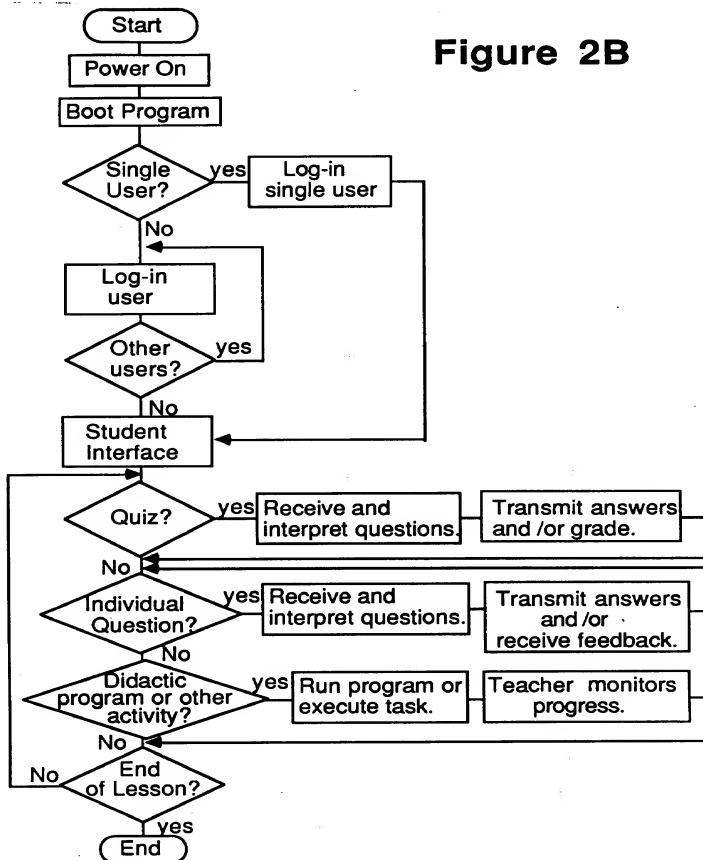 Start
Figure 2B
Power On
Boot Program
Single
User?
yes
Log-in
single user
No
Log-in
user
Other
users?
yes
No
Student
Interface
Quiz?
yes
Receive and
interpret questions.
Transmit answers
and /or grade.
No
Individual
Question?
yes
Receive and
interpret questions.
Transmit answers
and /or
receive feedback.
No
Didactic
program or other
activity?
yes
Run program or
execute task.
Teacher monitors
progress.
No
End
of Lesson?
No
yes
End